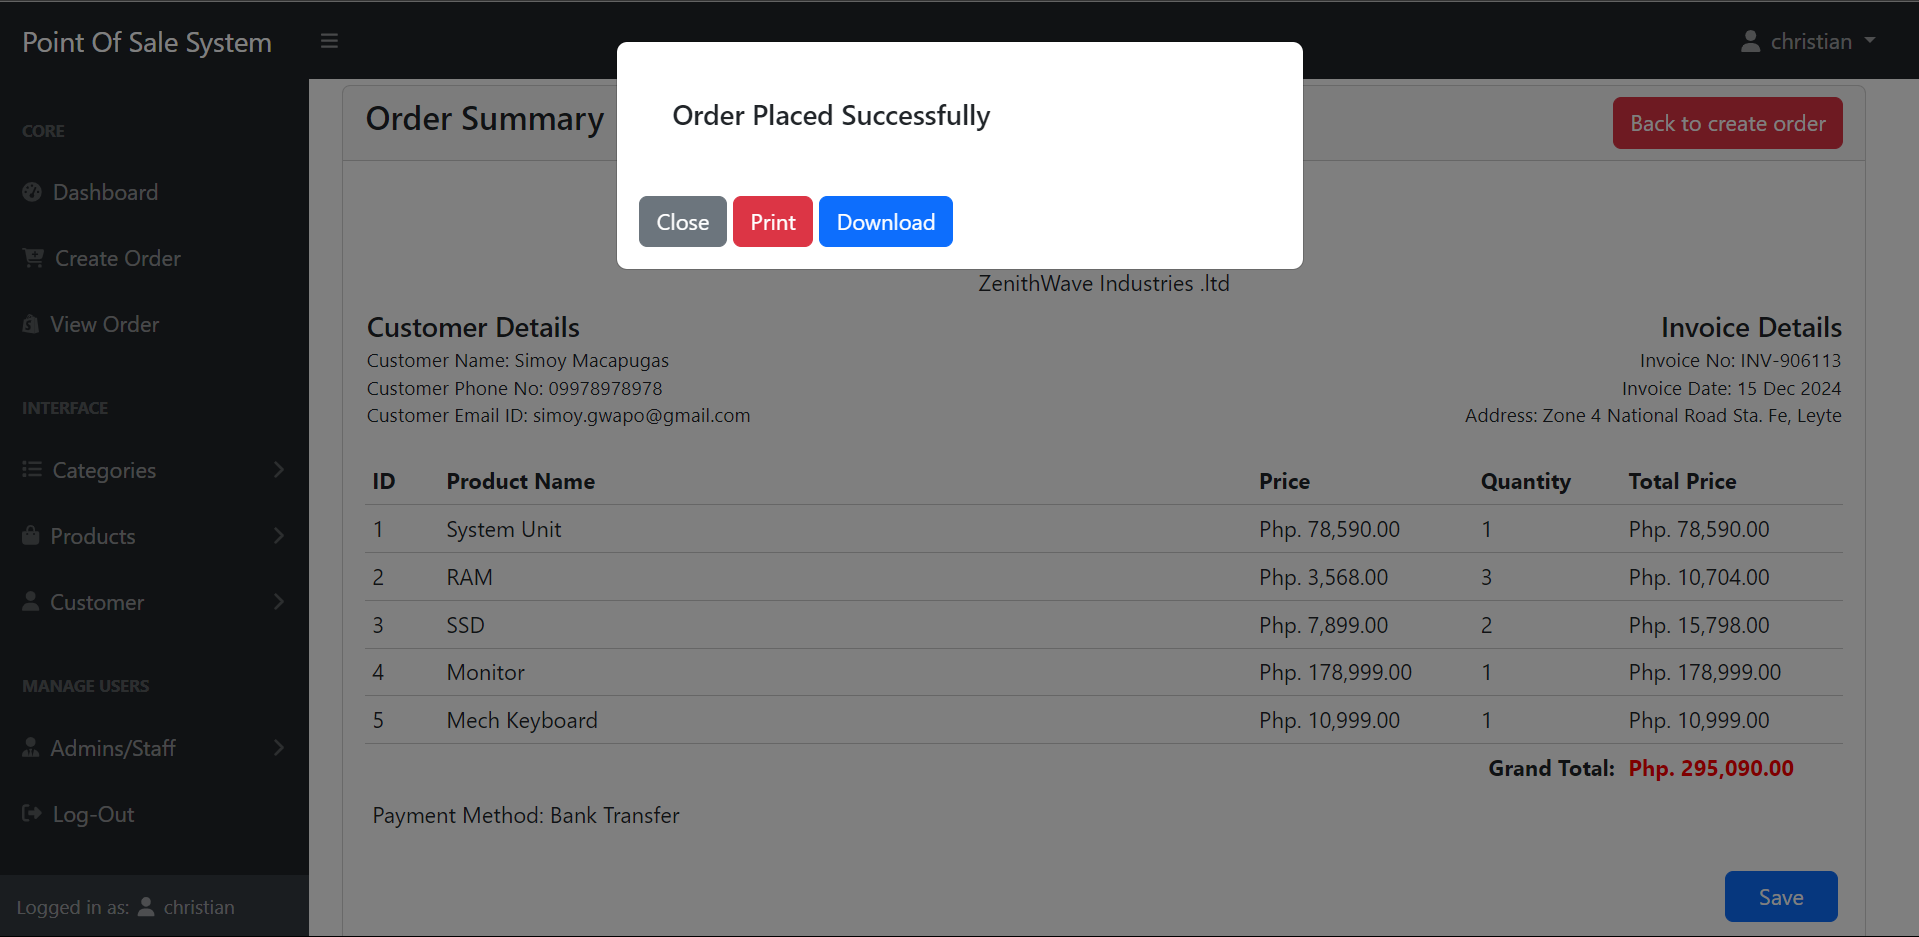 Point Of Sale System
christian
CORE
Dashboard
Create Order
View Order
INTERFACE
Categories
Products
Customer
MANAGE USERS
Admins/Staff
Log-Out
Logged in as: christian
Order Placed Successfully
Close Print Download
Order Summary
Back to create order
ZenithWave Industries .ltd
Customer Details
Customer Name: Simoy Macapugas
Customer Phone No: 09978978978
Customer Email ID: simoy.gwapo@gmail.com
Invoice Details
Invoice No: INV-906113
Invoice Date: 15 Dec 2024
Address: Zone 4 National Road Sta. Fe, Leyte
ID Product Name Price Quantity Total Price
1 System Unit Php. 78,590.00 1 Php. 78,590.00
2 RAM Php. 3,568.00 3 Php. 10,704.00
3 SSD Php. 7,899.00 2 Php. 15,798.00
4 Monitor Php. 178,999.00 1 Php. 178,999.00
5 Mech Keyboard Php. 10,999.00 1 Php. 10,999.00
Grand Total: Php. 295,090.00
Payment Method: Bank Transfer
Save